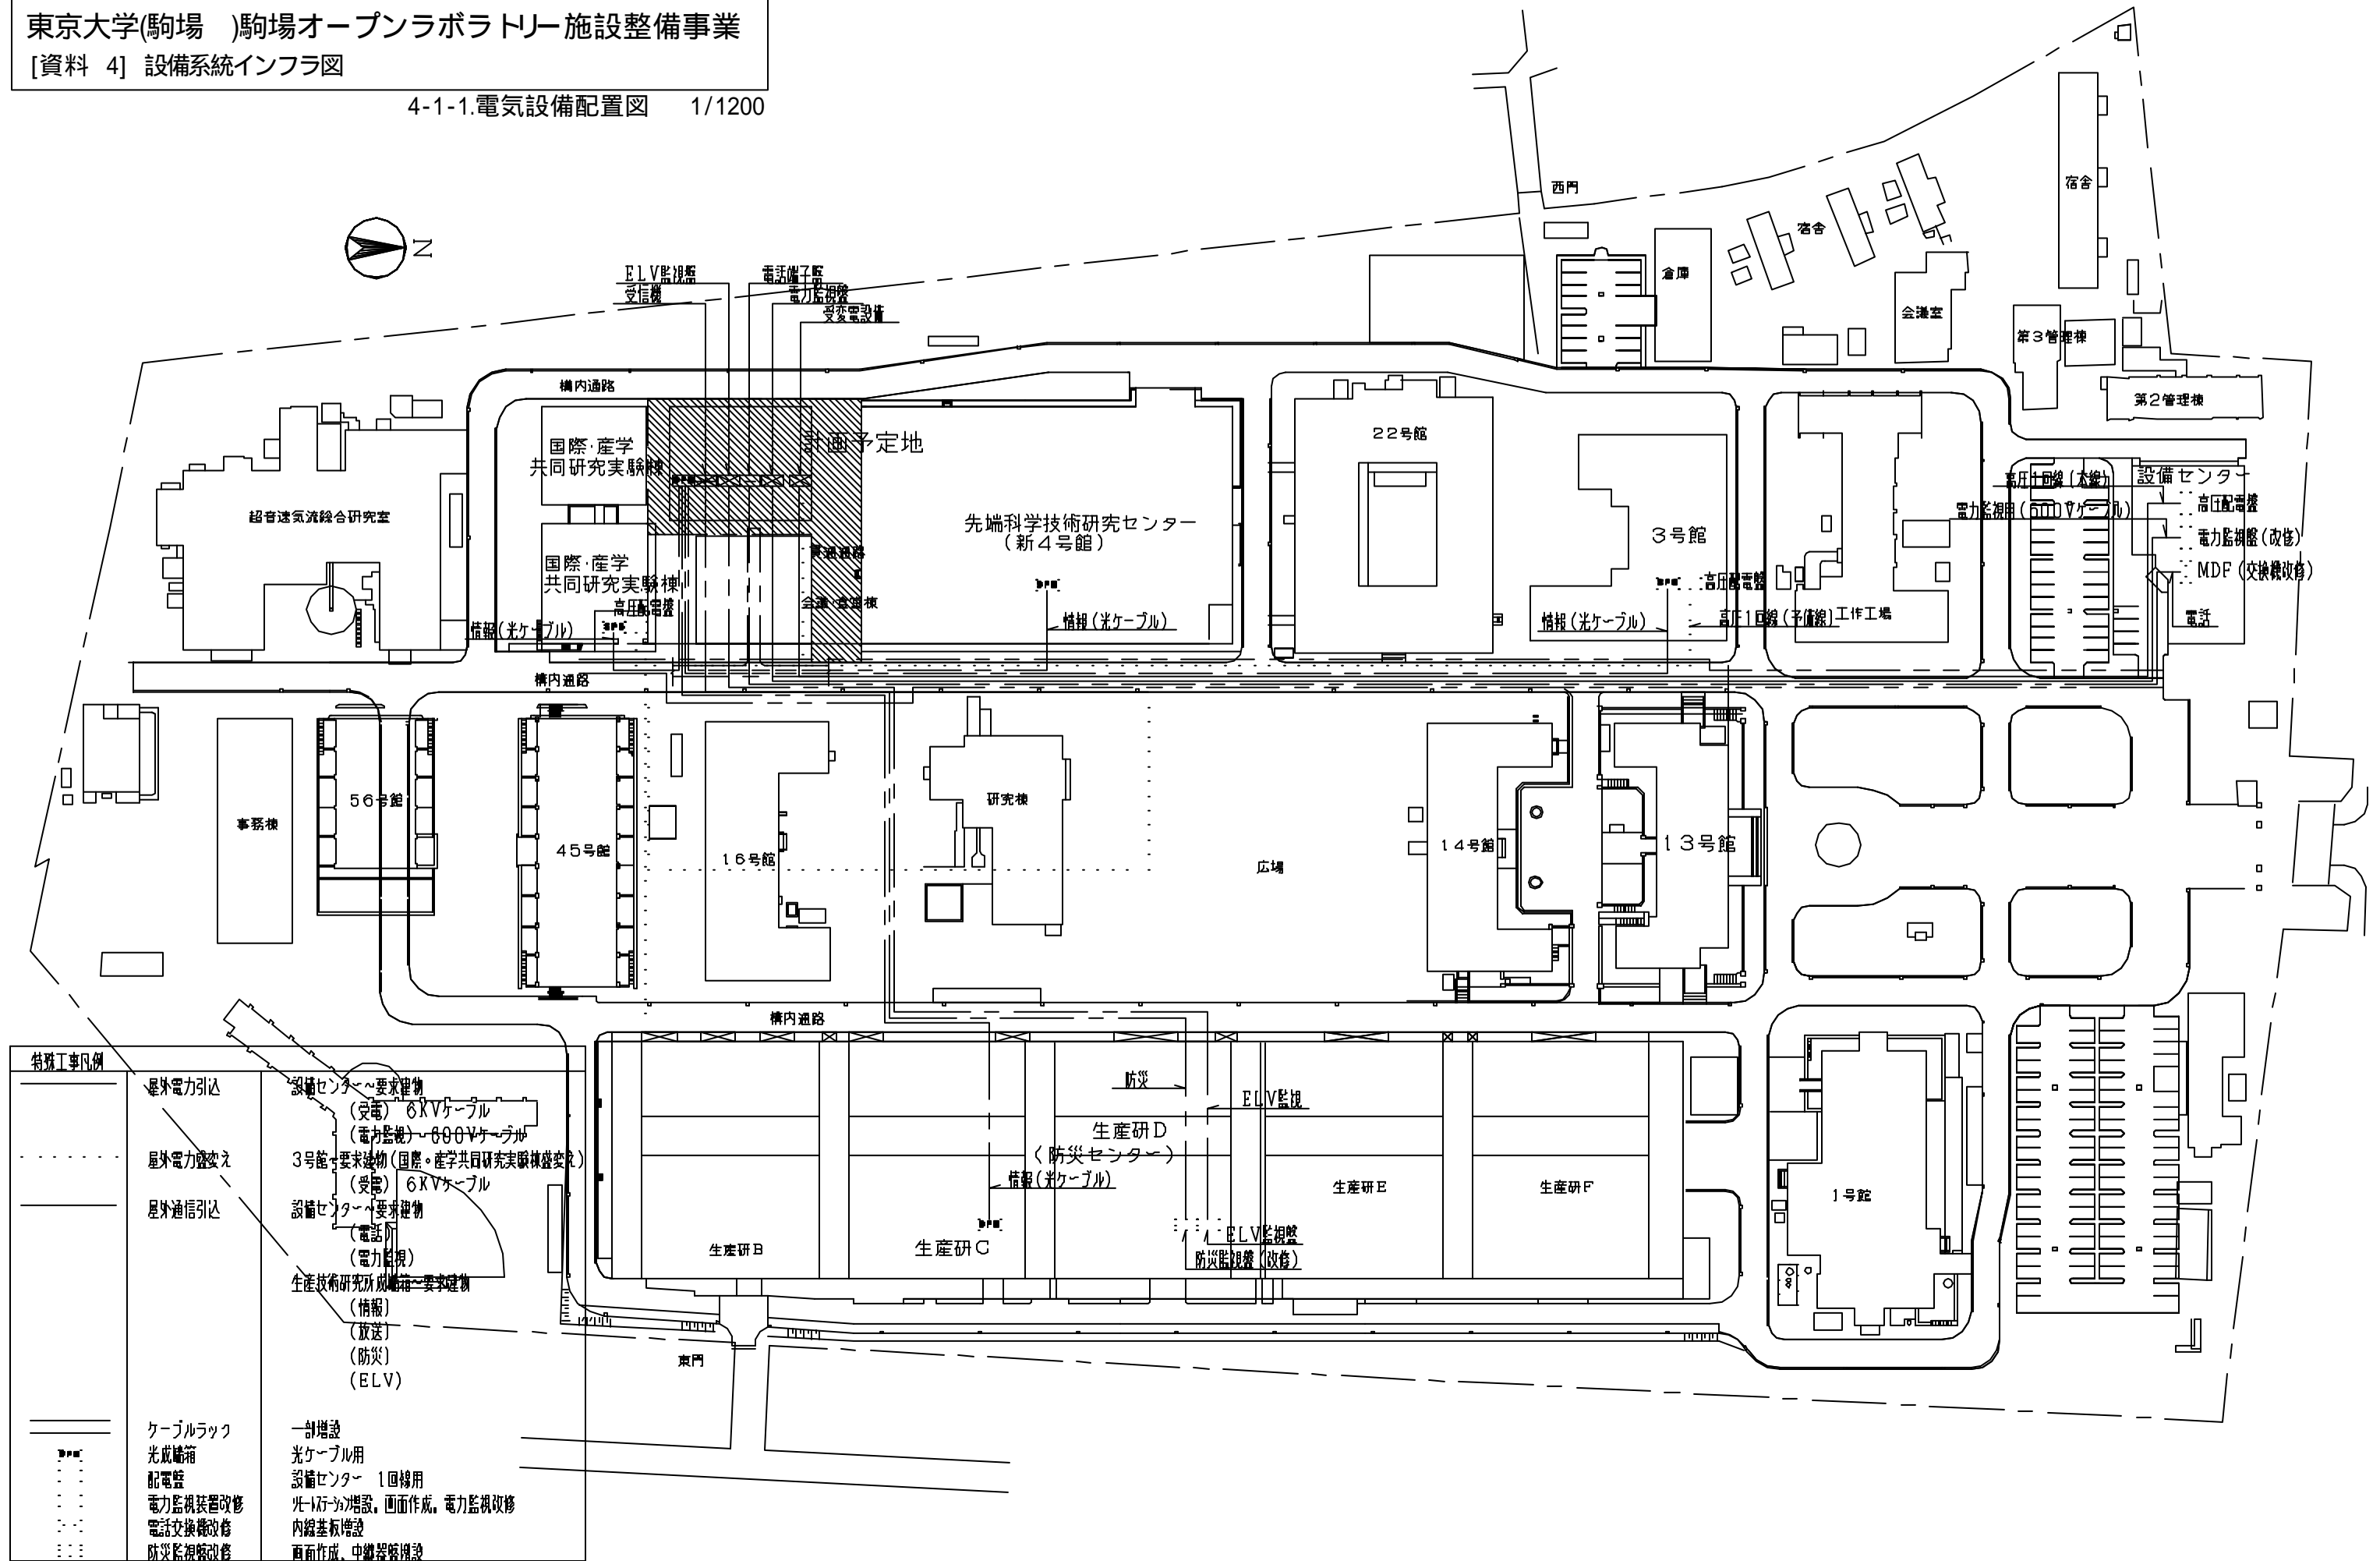 東京大学(駒場　)駒場オープンラボラトリー施設整備事業
[資料 4] 設備系統インフラ図
4-1-1.電気設備配置図 1/1200
N
西門
宿舎
宿舎
倉庫
会議室
第3管理棟
第2管理棟
ELV監視盤
受信機
電話端子盤
電力監視盤
受変電設備
構内通路
国際・産学
共同研究実験棟
計画予定地
22号館
超音速気流総合研究室
先端科学技術研究センター
(新4号館)
3号館
設備センター
高圧1回線(本線)
電力監視用(600Vケーブル)
高圧配電盤
電力監視盤(改修)
MDF(交換機改修)
電話
国際・産学
共同研究実験棟
貫通通路
高圧配電盤
情報(光ケーブル)
情報(光ケーブル)
情報(光ケーブル)
高圧配電盤
高圧1回線(予備線)
工作工場
構内通路
事務棟
56号館
45号館
16号館
研究棟
広場
14号館
13号館
構内通路
防災
ELV監視
生産研D
(防災センター)
情報(光ケーブル)
生産研B
生産研C
ELV監視盤
防災監視盤(改修)
生産研E
生産研F
1号館
東門
特殊工事凡例
屋外電力引込 設備センター～要求建物
(受電) 6KVケーブル
(電力監視) 600Vケーブル
屋外電力盛変え 3号館～要求建物(国際・産学共同研究実験棟盛変え)
(受電) 6KVケーブル
屋外通信引込 設備センター～要求建物
(電話)
(電力監視)
生産技術研究所成端箱～要求建物
(情報)
(放送)
(防災)
(ELV)
ケーブルラック 一部増設
光成端箱 光ケーブル用
配電盤 設備センター 1回線用
電力監視装置改修 リモートステーション増設。画面作成。電力監視改修
電話交換機改修 内線基板増設
防災監視盤改修 画面作成、中継器盤増設